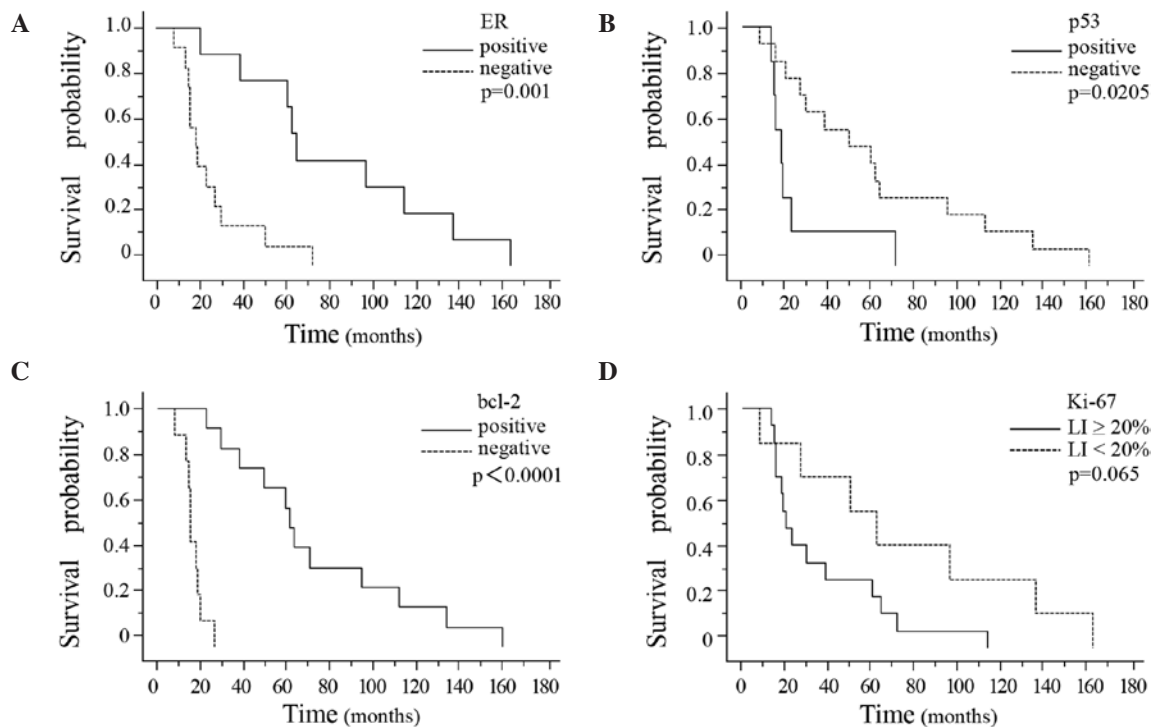 A
ER
positive
negative
p=0.001
Survival probability
1.0
0.8
0.6
0.4
0.2
0
0 20 40 60 80 100 120 140 160 180
Time (months)
B
p53
positive
negative
p=0.0205
Survival probability
1.0
0.8
0.6
0.4
0.2
0
0 20 40 60 80 100 120 140 160 180
Time (months)
C
bcl-2
positive
negative
p<0.0001
Survival probability
1.0
0.8
0.6
0.4
0.2
0
0 20 40 60 80 100 120 140 160 180
Time (months)
D
Ki-67
LI ≥ 20%
LI < 20%
p=0.065
Survival probability
1.0
0.8
0.6
0.4
0.2
0
0 20 40 60 80 100 120 140 160 180
Time (months)